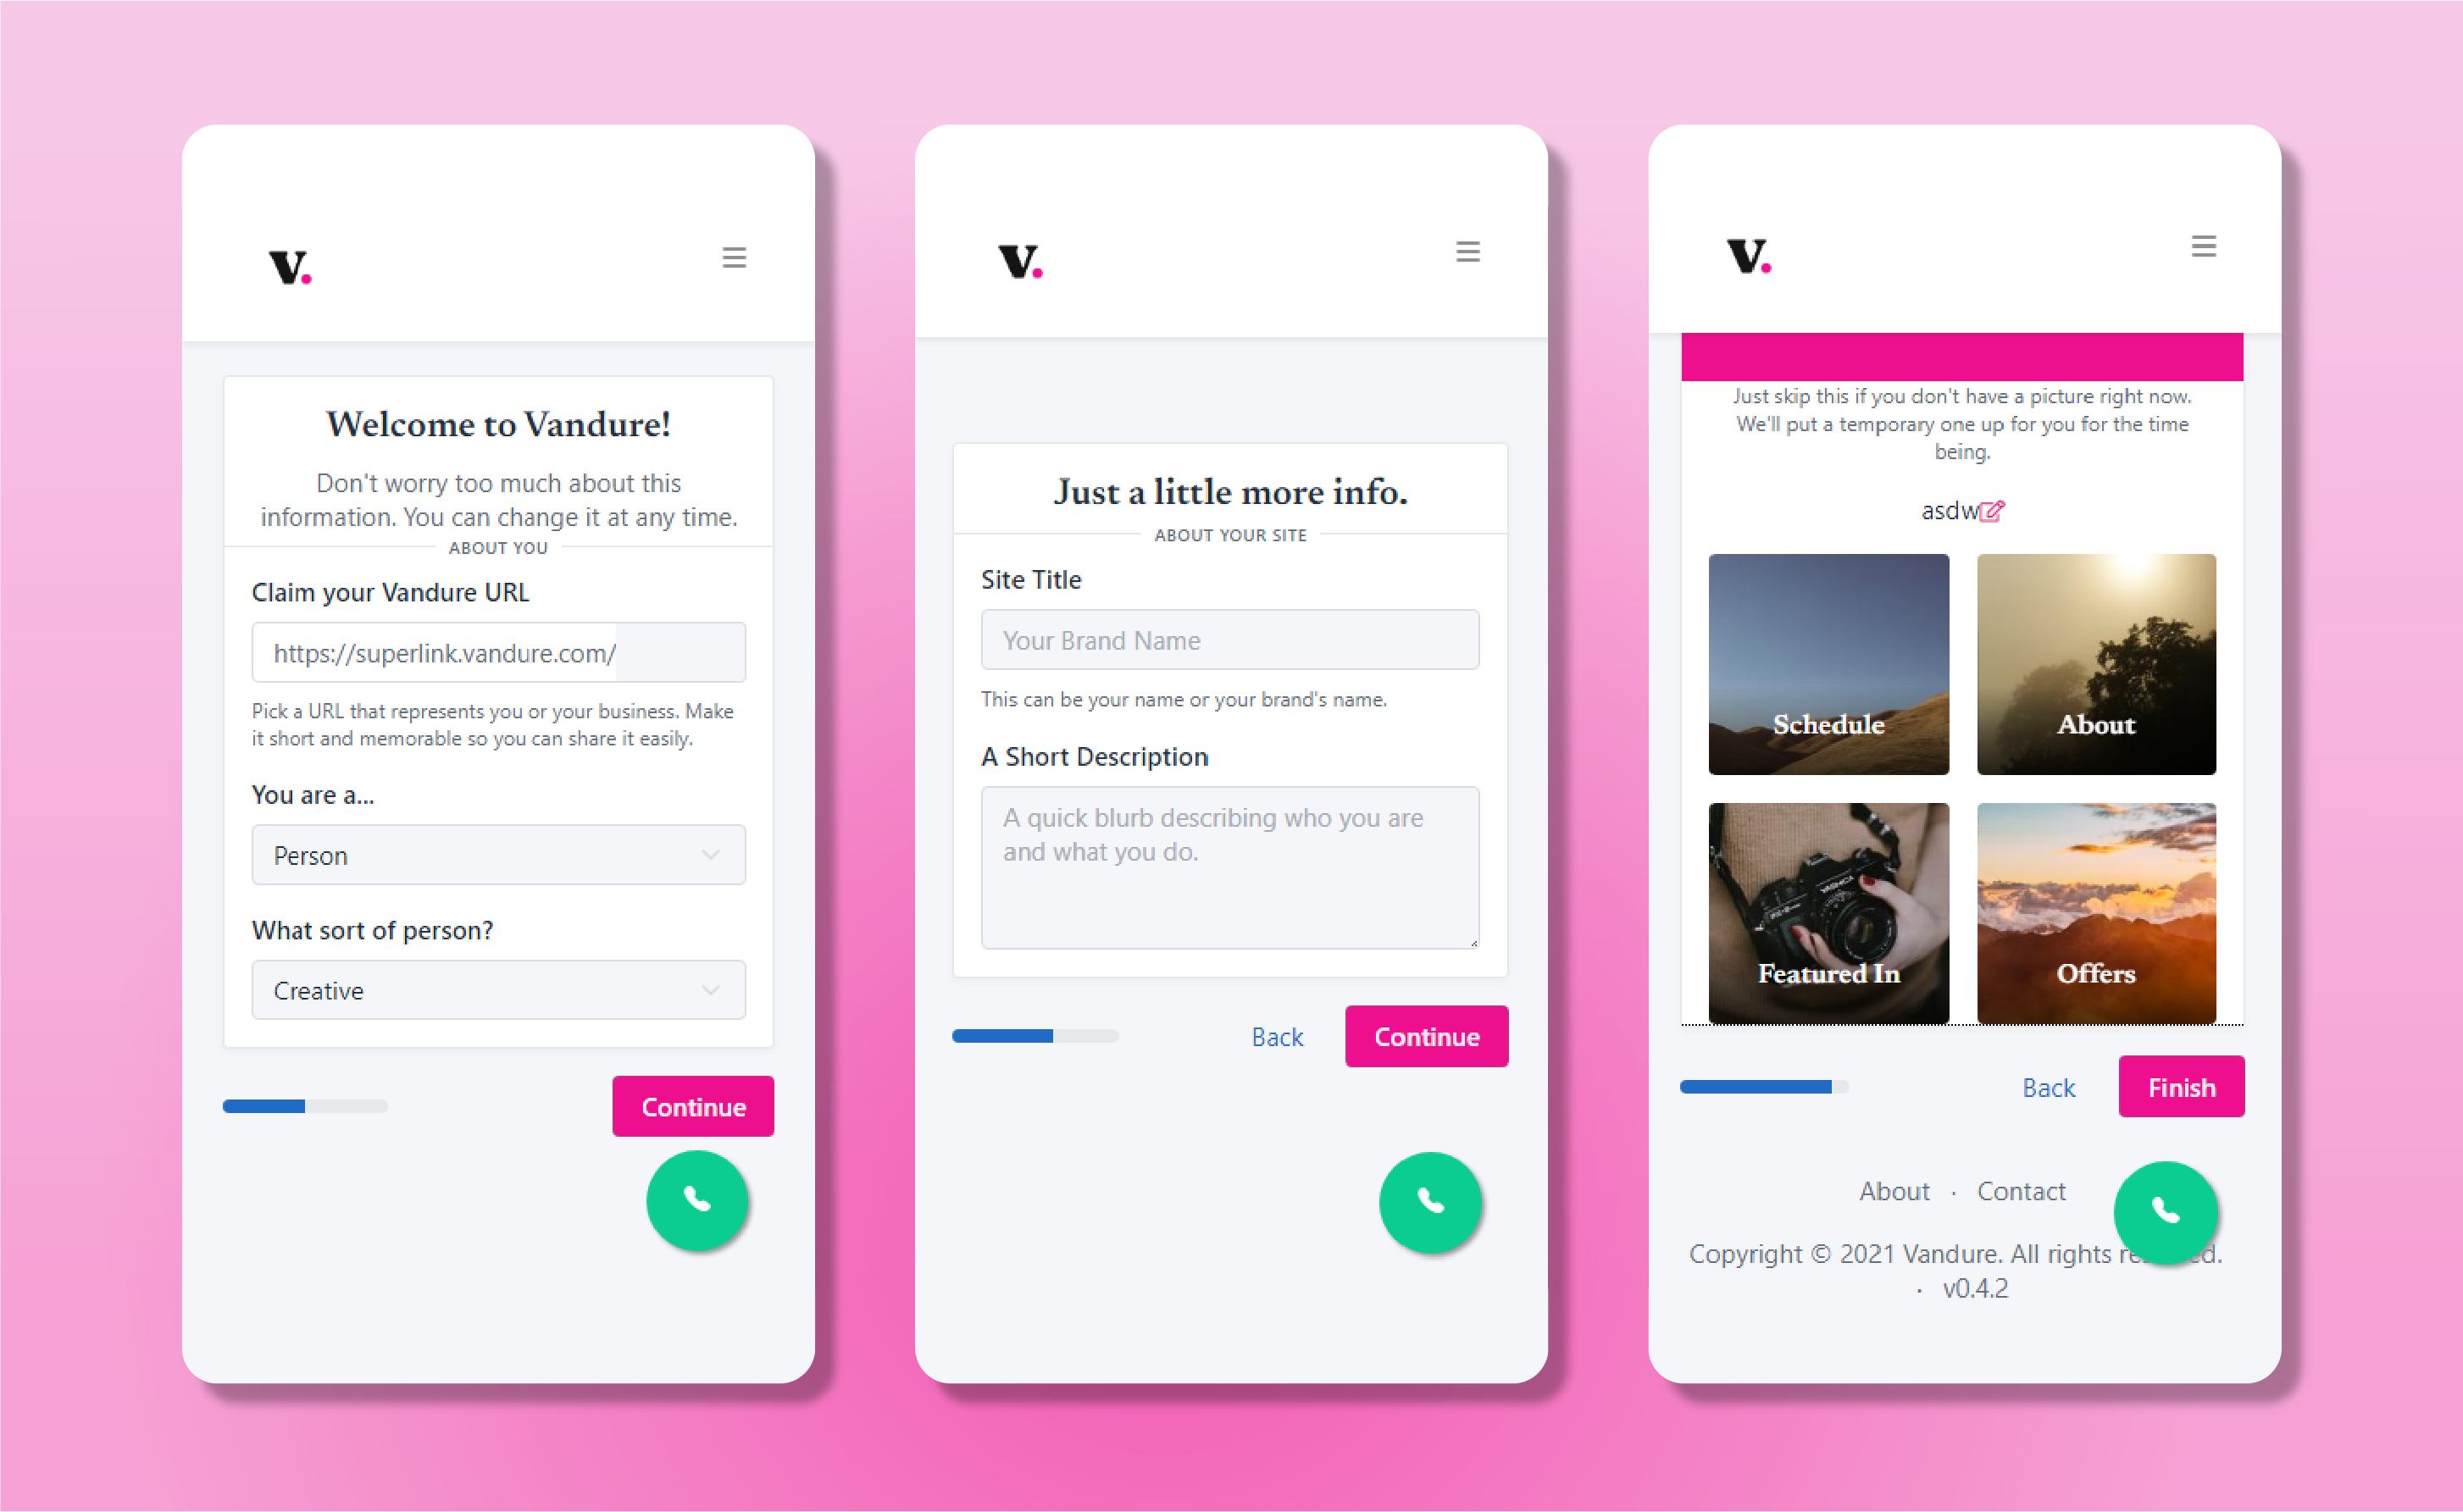 V.
Welcome to Vandure!
Don't worry too much about this
information. You can change it at any time.
ABOUT YOU
Claim your Vandure URL
https://superlink.vandure.com/
Pick a URL that represents you or your business. Make
it short and memorable so you can share it easily.
You are a...
Person
What sort of person?
Creative
Continue
V.
Just a little more info.
ABOUT YOUR SITE
Site Title
Your Brand Name
This can be your name or your brand's name.
A Short Description
A quick blurb describing who you are
and what you do.
Back
Continue
V.
Just skip this if you don't have a picture right now.
We'll put a temporary one up for you for the time
being.
asdw
Schedule
About
YASHICA
Featured In
Offers
Back
Finish
About · Contact
Copyright © 2021 Vandure. All rights
· v0.4.2